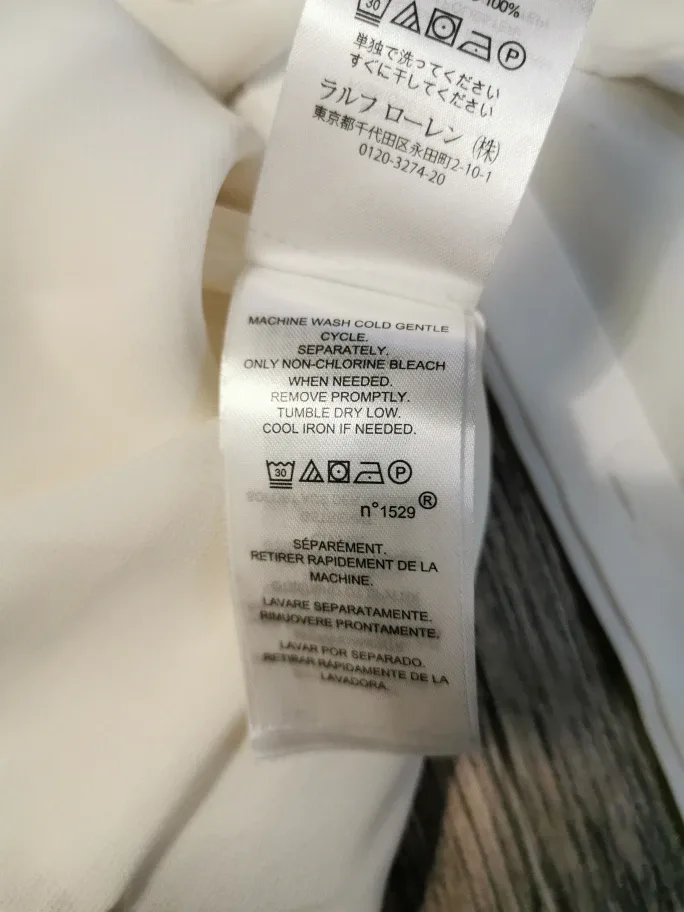 100%
30 P
単独で洗ってください
すぐに干してください
ラルフ ローレン (株)
東京都千代田区永田町2-10-1
0120-3274-20
MACHINE WASH COLD GENTLE
CYCLE.
SEPARATELY.
ONLY NON-CHLORINE BLEACH
WHEN NEEDED.
REMOVE PROMPTLY.
TUMBLE DRY LOW.
COOL IRON IF NEEDED.
30 P
n°1529®
SÉPARÉMENT.
RETIRER RAPIDEMENT DE LA
MACHINE.
LAVARE SEPARATAMENTE.
RIMUOVERE PRONTAMENTE.
LAVAR POR SEPARADO.
RETIRAR RÁPIDAMENTE DE LA
LAVADORA.